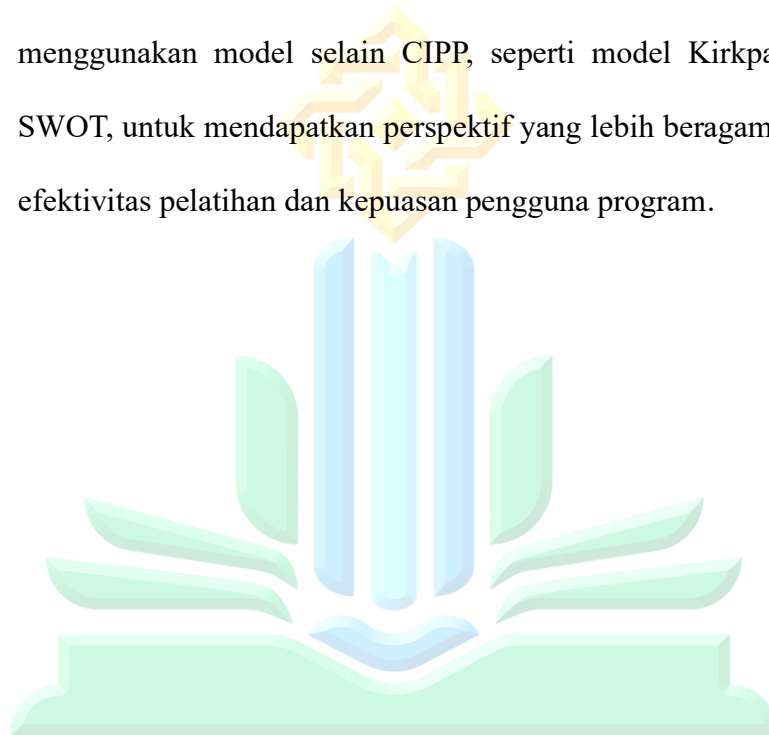 menggunakan model selain CIPP, seperti model
SWOT, untuk mendapatkan perspektif yang lebih beragam
efektivitas pelatihan dan kepuasan pengguna program.